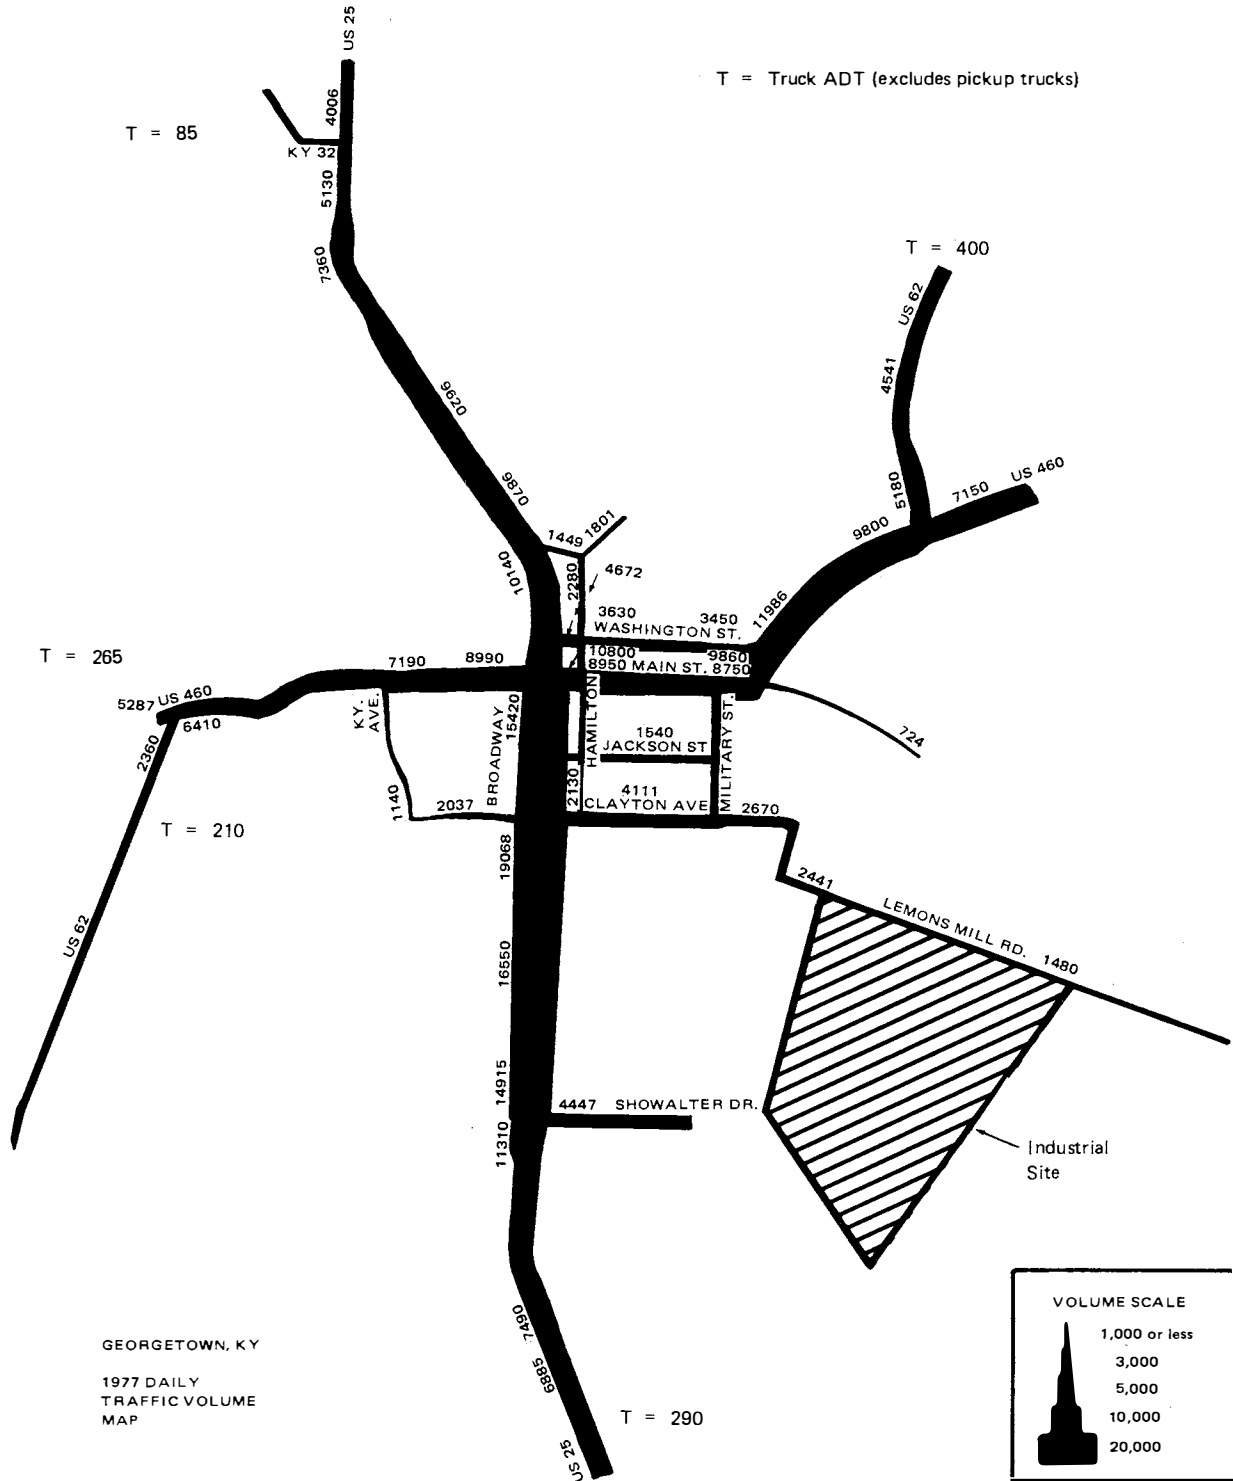 US 25
T = Truck ADT (excludes pickup trucks)
4006
T = 85
KY 32
5130
7360
T = 400
US 62
4541
9620
5180
7150
US 460
9870
9800
1449
1801
10140
2280
4672
11986
3630
3450
WASHINGTON ST.
T = 265
7190
8990
10800
9860
8950 MAIN ST. 8750
5287 US 460
6410
2360
KY.
AVE.
15420
BROADWAY
HAMILTON
MILITARY ST.
1540
JACKSON ST
724
2130
4111
CLAYTON AVE
2670
1140
2037
T = 210
19068
2441
LEMONS MILL RD.
1480
US 62
16550
14915
4447 SHOWALTER DR.
11310
Industrial
Site
VOLUME SCALE
1,000 or less
3,000
5,000
10,000
20,000
7490
6885
US 25
T = 290
GEORGETOWN, KY
1977 DAILY
TRAFFIC VOLUME
MAP